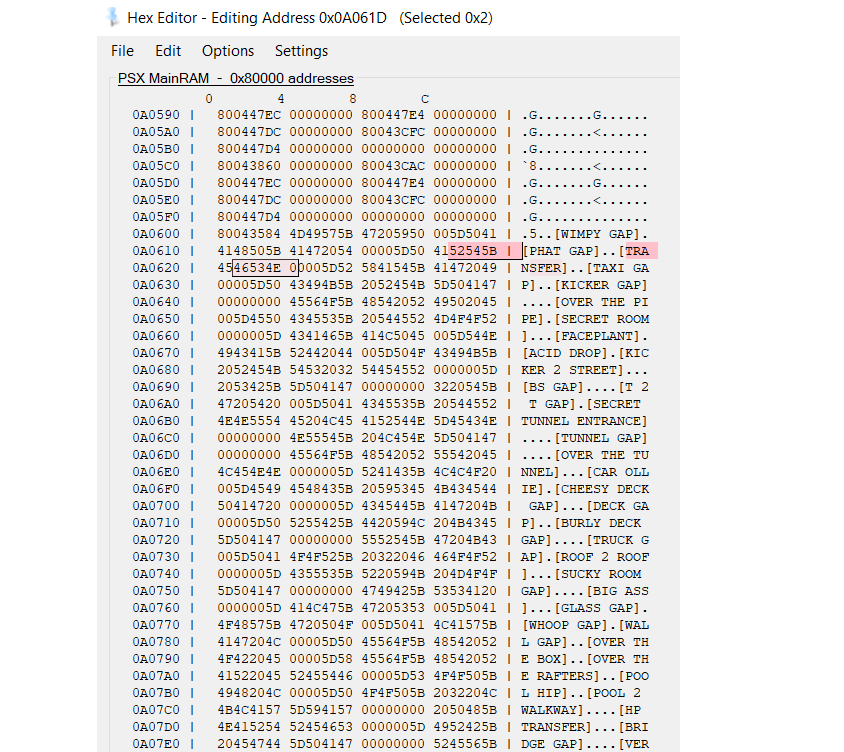 Hex Editor - Editing Address 0x0A061D (Selected 0x2)
File Edit Options Settings
PSX MainRAM - 0x80000 addresses
0 4 8 C
0A0590 | 800447EC 00000000 800447E4 00000000 | .G.......G......
0A05A0 | 800447DC 00000000 80043CFC 00000000 | .G.......<......
0A05B0 | 800447D4 00000000 00000000 00000000 | .G..............
0A05C0 | 80043860 00000000 80043CAC 00000000 | `8.......<......
0A05D0 | 800447EC 00000000 800447E4 00000000 | .G.......G......
0A05E0 | 800447DC 00000000 80043CFC 00000000 | .G.......<......
0A05F0 | 800447D4 00000000 00000000 00000000 | .G..............
0A0600 | 80043584 4D49575B 47205950 005D5041 | .5..[WIMPY GAP].
0A0610 | 4148505B 41472054 00005D50 4152545B | [PHAT GAP]..[TRA
0A0620 | 4546534E 00005D52 5841545B 41472049 | NSFER]..[TAXI GA
0A0630 | 00005D50 43494B5B 2052454B 5D504147 | P]..[KICKER GAP]
0A0640 | 00000000 45564F5B 48542052 49502045 | ....[OVER THE PI
0A0650 | 005D4550 4345535B 20544552 4D4F4F52 | PE].[SECRET ROOM
0A0660 | 0000005D 4341465B 414C5045 005D544E | ]...[FACEPLANT].
0A0670 | 4943415B 52442044 005D504F 43494B5B | [ACID DROP].[KIC
0A0680 | 2052454B 54532032 54454552 0000005D | KER 2 STREET]...
0A0690 | 2053425B 5D504147 00000000 3220545B | [BS GAP]....[T 2
0A06A0 | 47205420 005D5041 4345535B 20544552 | T GAP].[SECRET
0A06B0 | 4E4E5554 45204C45 4152544E 5D45434E | TUNNEL ENTRANCE]
0A06C0 | 00000000 4E55545B 204C454E 5D504147 | ....[TUNNEL GAP]
0A06D0 | 00000000 45564F5B 48542052 55542045 | ....[OVER THE TU
0A06E0 | 4C454E4E 0000005D 5241435B 4C4C4F20 | NNEL]...[CAR OLL
0A06F0 | 005D4549 4548435B 20595345 4B434544 | IE].[CHEESY DECK
0A0700 | 50414720 0000005D 4345445B 4147204B | GAP]...[DECK GA
0A0710 | 00005D50 5255425B 4420594C 204B4345 | P]..[BURLY DECK
0A0720 | 5D504147 00000000 5552545B 47204B43 | GAP]....[TRUCK G
0A0730 | 005D5041 4F4F525B 20322046 464F4F52 | AP].[ROOF 2 ROOF
0A0740 | 0000005D 4355535B 5220594B 204D4F4F | ]...[SUCKY ROOM
0A0750 | 5D504147 00000000 4749425B 53534120 | GAP]....[BIG ASS
0A0760 | 0000005D 414C475B 47205353 005D5041 | ]...[GLASS GAP].
0A0770 | 4F48575B 4720504F 005D5041 4C41575B | [WHOOP GAP].[WAL
0A0780 | 4147204C 00005D50 45564F5B 48542052 | L GAP]..[OVER TH
0A0790 | 4F422045 00005D58 45564F5B 48542052 | E BOX]..[OVER TH
0A07A0 | 41522045 52455446 00005D53 4F4F505B | E RAFTERS]..[POO
0A07B0 | 4948204C 00005D50 4F4F505B 2032204C | L HIP]..[POOL 2
0A07C0 | 4B4C4157 5D594157 00000000 2050485B | WALKWAY]....[HP
0A07D0 | 4E415254 52454653 0000005D 4952425B | TRANSFER]...[BRI
0A07E0 | 20454744 5D504147 00000000 5245565B | DGE GAP]....[VER